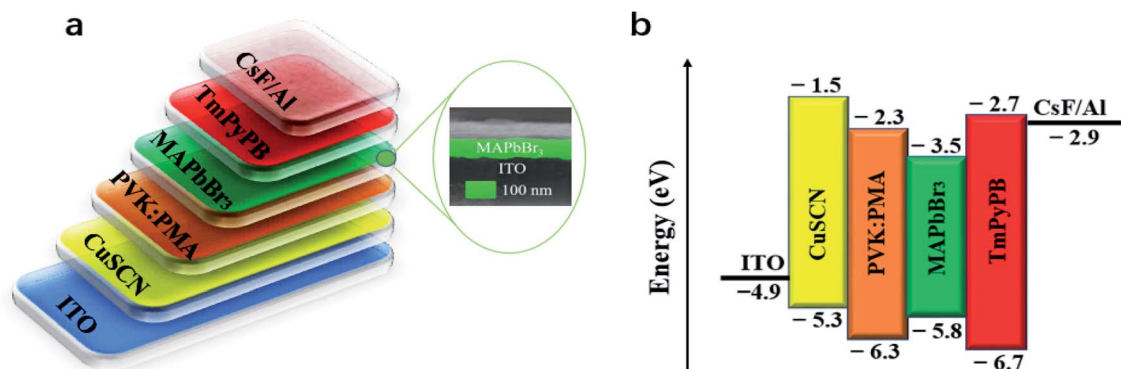 a
CsF/Al
TmPyPB
MAPbBr₃
PVK:PMA
CuSCN
ITO
MAPbBr₃
ITO
100 nm
b
Energy (eV)
ITO
−4.9
− 1.5
CuSCN
− 5.3
− 2.3
PVK:PMA
− 6.3
− 3.5
MAPbBr₃
− 5.8
− 2.7
TmPyPB
− 6.7
CsF/Al
− 2.9